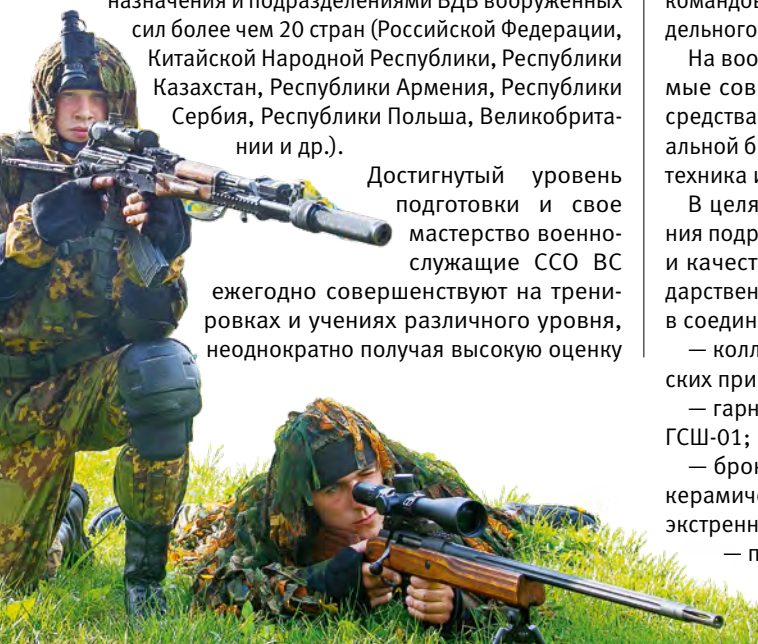 назначения и подразделениями ВДВ вооруженных
сил более чем 20 стран (Российской Федерации,
Китайской Народной Республики, Республики
Казахстан, Республики Армения, Республики
Сербия, Республики Польша, Великобрита-
нии и др.).
Достигнутый уровень
подготовки и свое
мастерство военно-
служащие ССО ВС
ежегодно совершенствуют на трени-
ровках и учениях различного уровня,
неоднократно получая высокую оценку
дельного
На воо
мые сов
средства
альной б
техника и
В целя
ния подр
и качест
дарствен
в соедин
— колл
ских при
— гарн
ГСШ-01;
— брон
керамиче
экстренн
— п